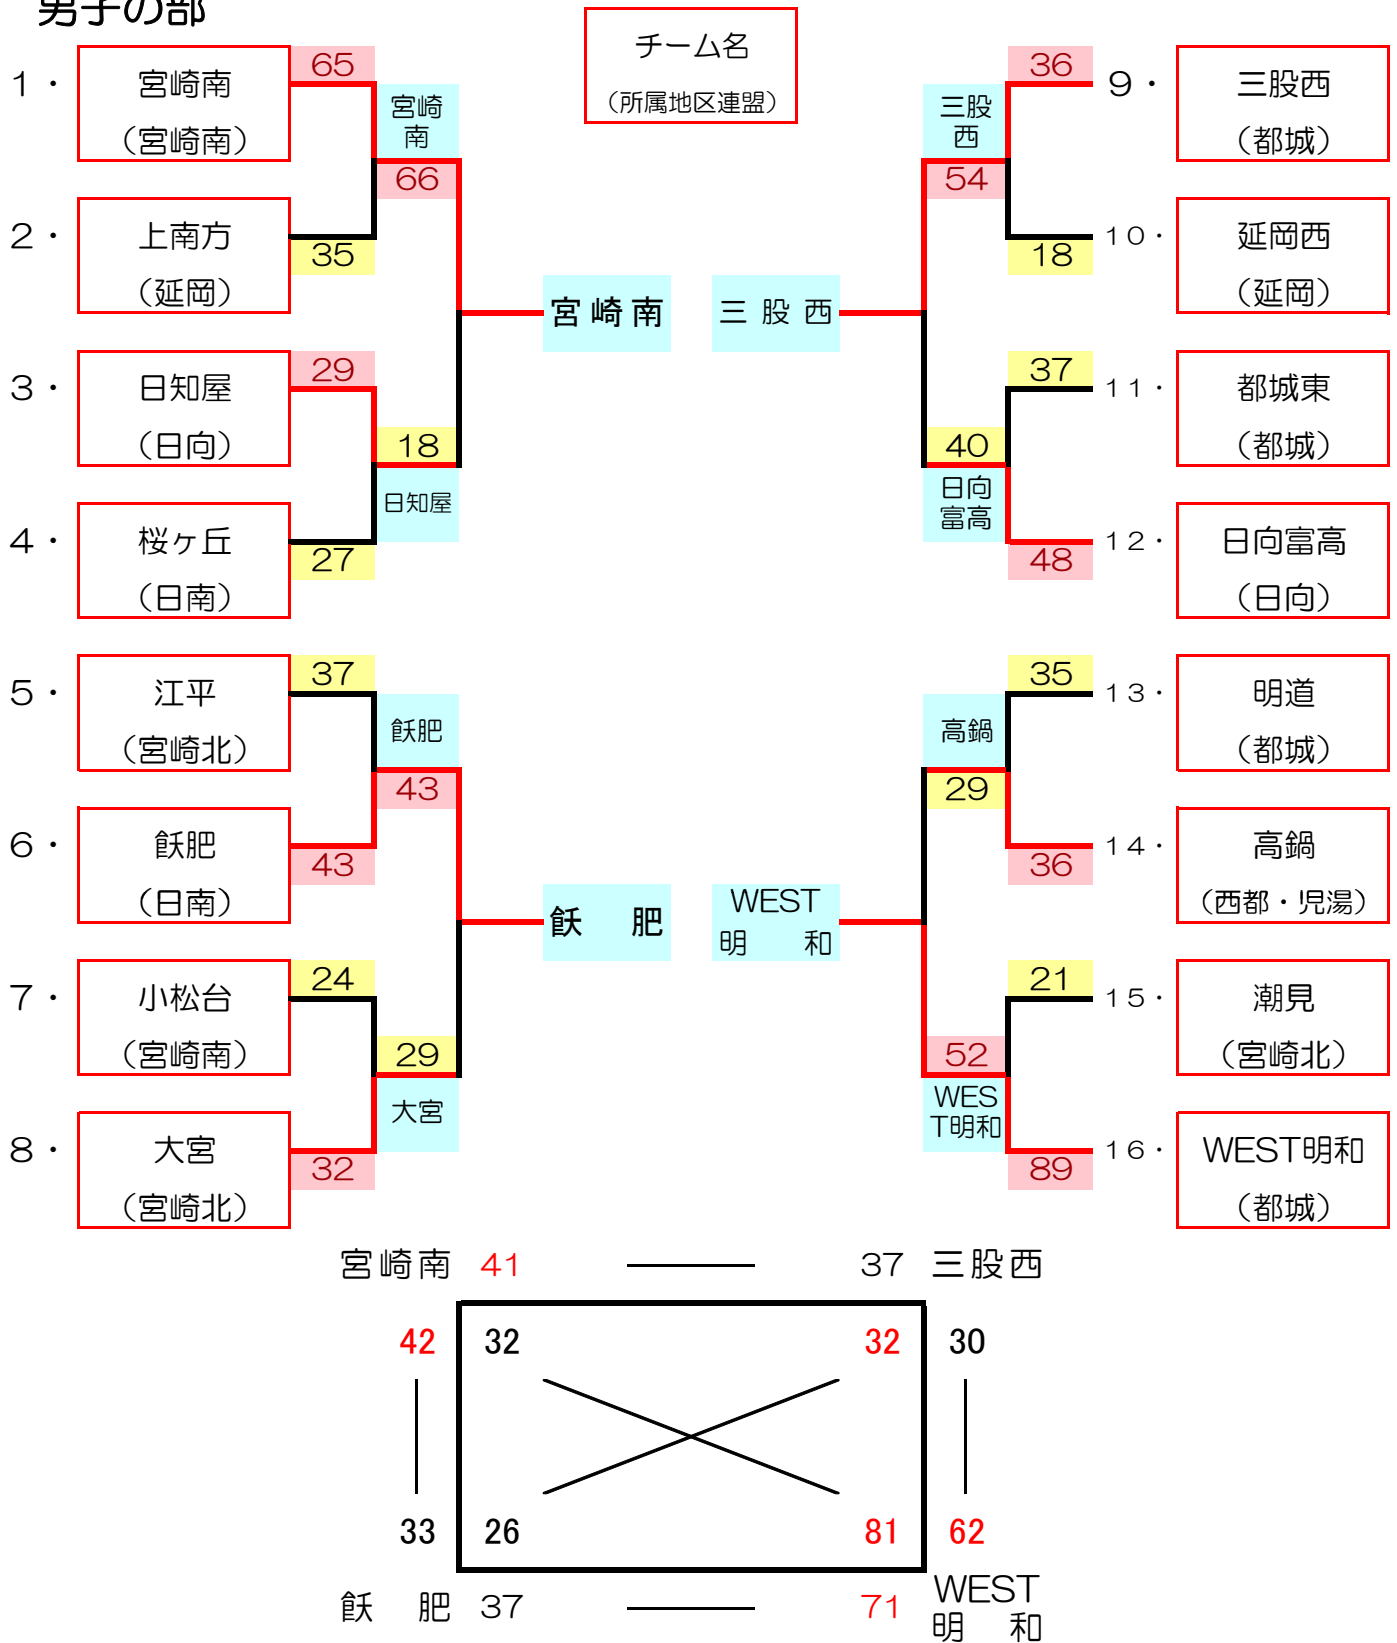 男子の部
チーム名
（所属地区連盟）
1・
宮崎南
（宮崎南）
65
2・
上南方
（延岡）
35
宮崎
南
66
3・
日知屋
（日向）
29
4・
桜ヶ丘
（日南）
27
18
日知屋
宮崎南
5・
江平
（宮崎北）
37
6・
飫肥
（日南）
43
飫肥
43
7・
小松台
（宮崎南）
24
8・
大宮
（宮崎北）
32
29
大宮
飫　肥
36
9・
三股西
（都城）
18
10・
延岡西
（延岡）
三股
西
54
37
11・
都城東
（都城）
48
12・
日向富高
（日向）
40
日向
富高
三股西
35
13・
明道
（都城）
36
14・
高鍋
（西都・児湯）
高鍋
29
21
15・
潮見
（宮崎北）
89
16・
WEST明和
（都城）
52
WES
T明和
WEST
明　和
宮崎南 41 37 三股西
42 32 32 30
33 26 81 62
飫　肥 37 71 WEST
明　和